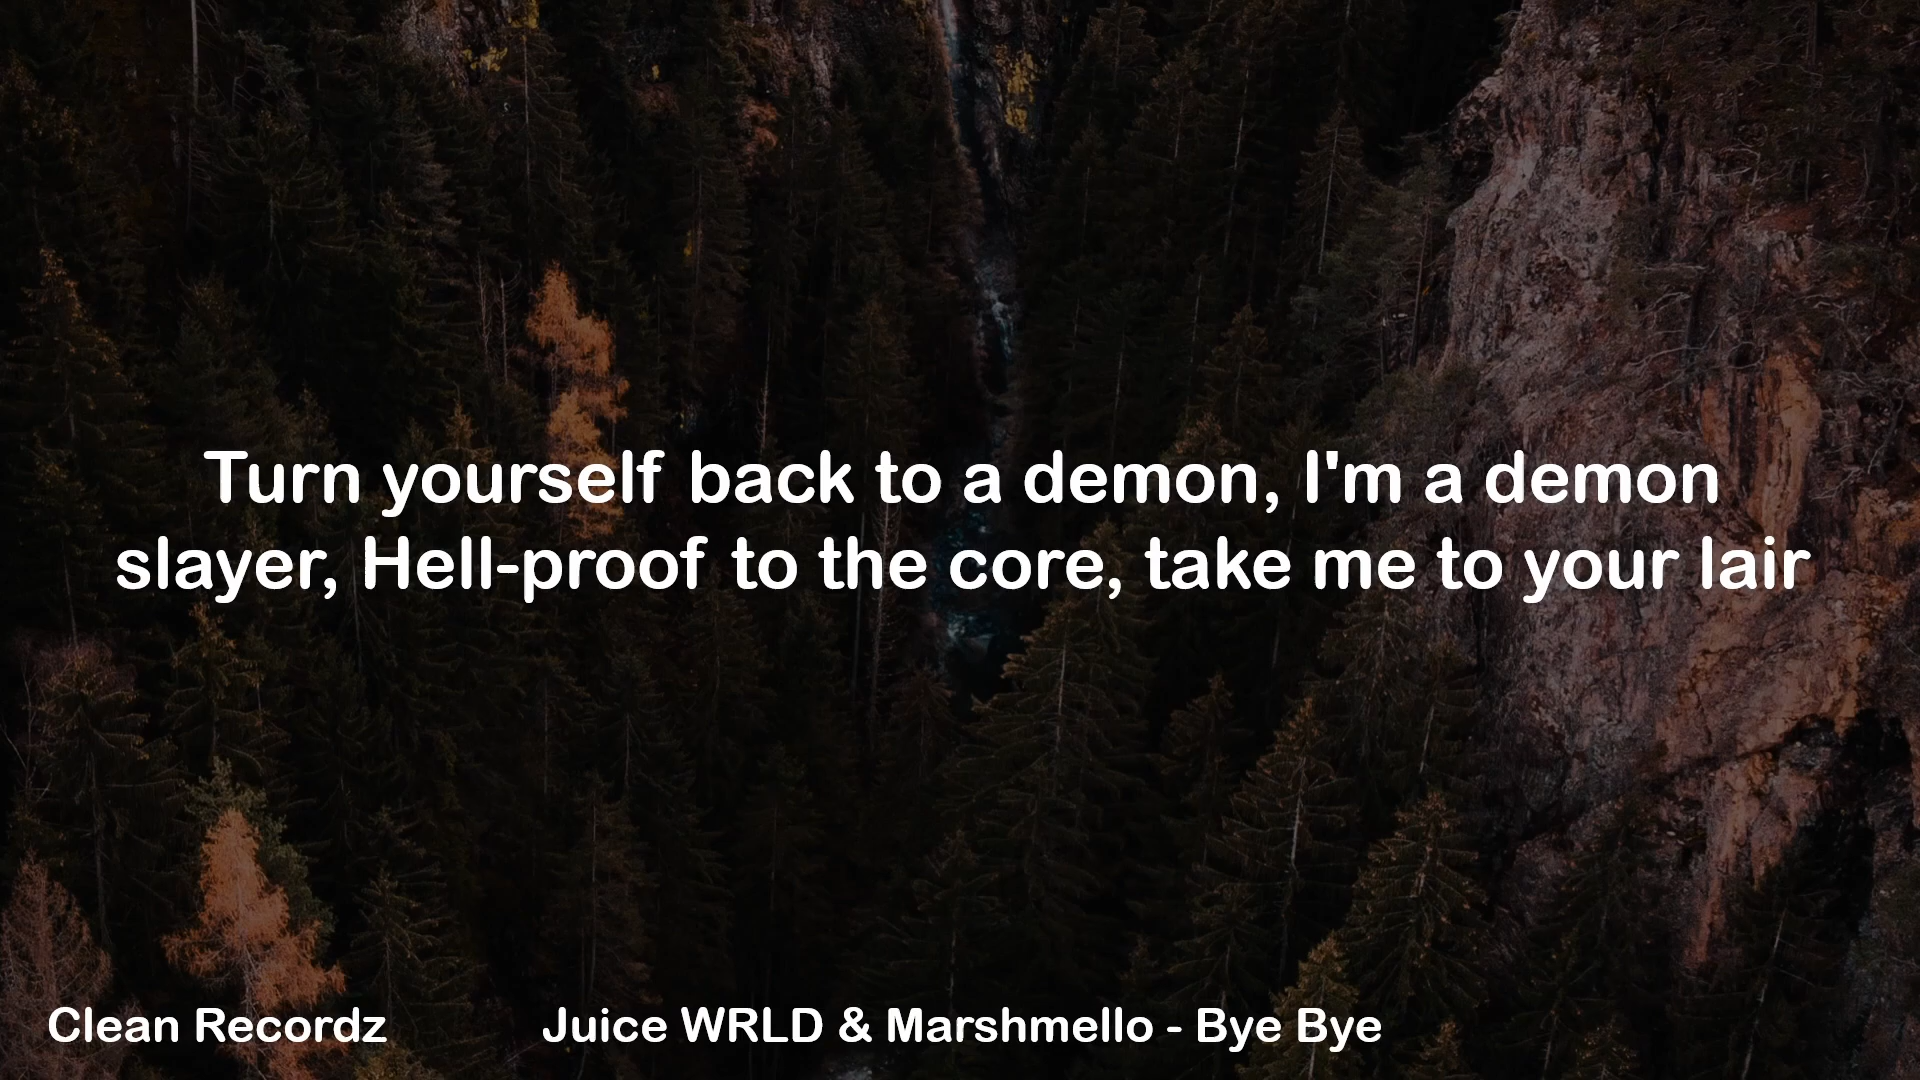 Turn yourself back to a demon, I'm a demon
slayer, Hell-proof to the core, take me to your lair
Clean Recordz
Juice WRLD & Marshmello - Bye Bye